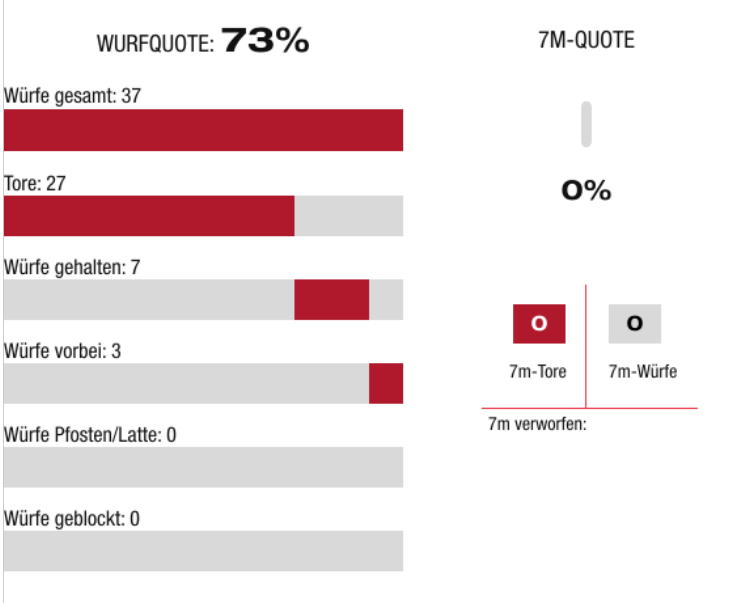 WURFQUOTE: 73%
Würfe gesamt: 37
Tore: 27
Würfe gehalten: 7
Würfe vorbei: 3
Würfe Pfosten/Latte: 0
Würfe geblockt: 0
7M-QUOTE
0%
0 0
7m-Tore 7m-Würfe
7m verworfen: